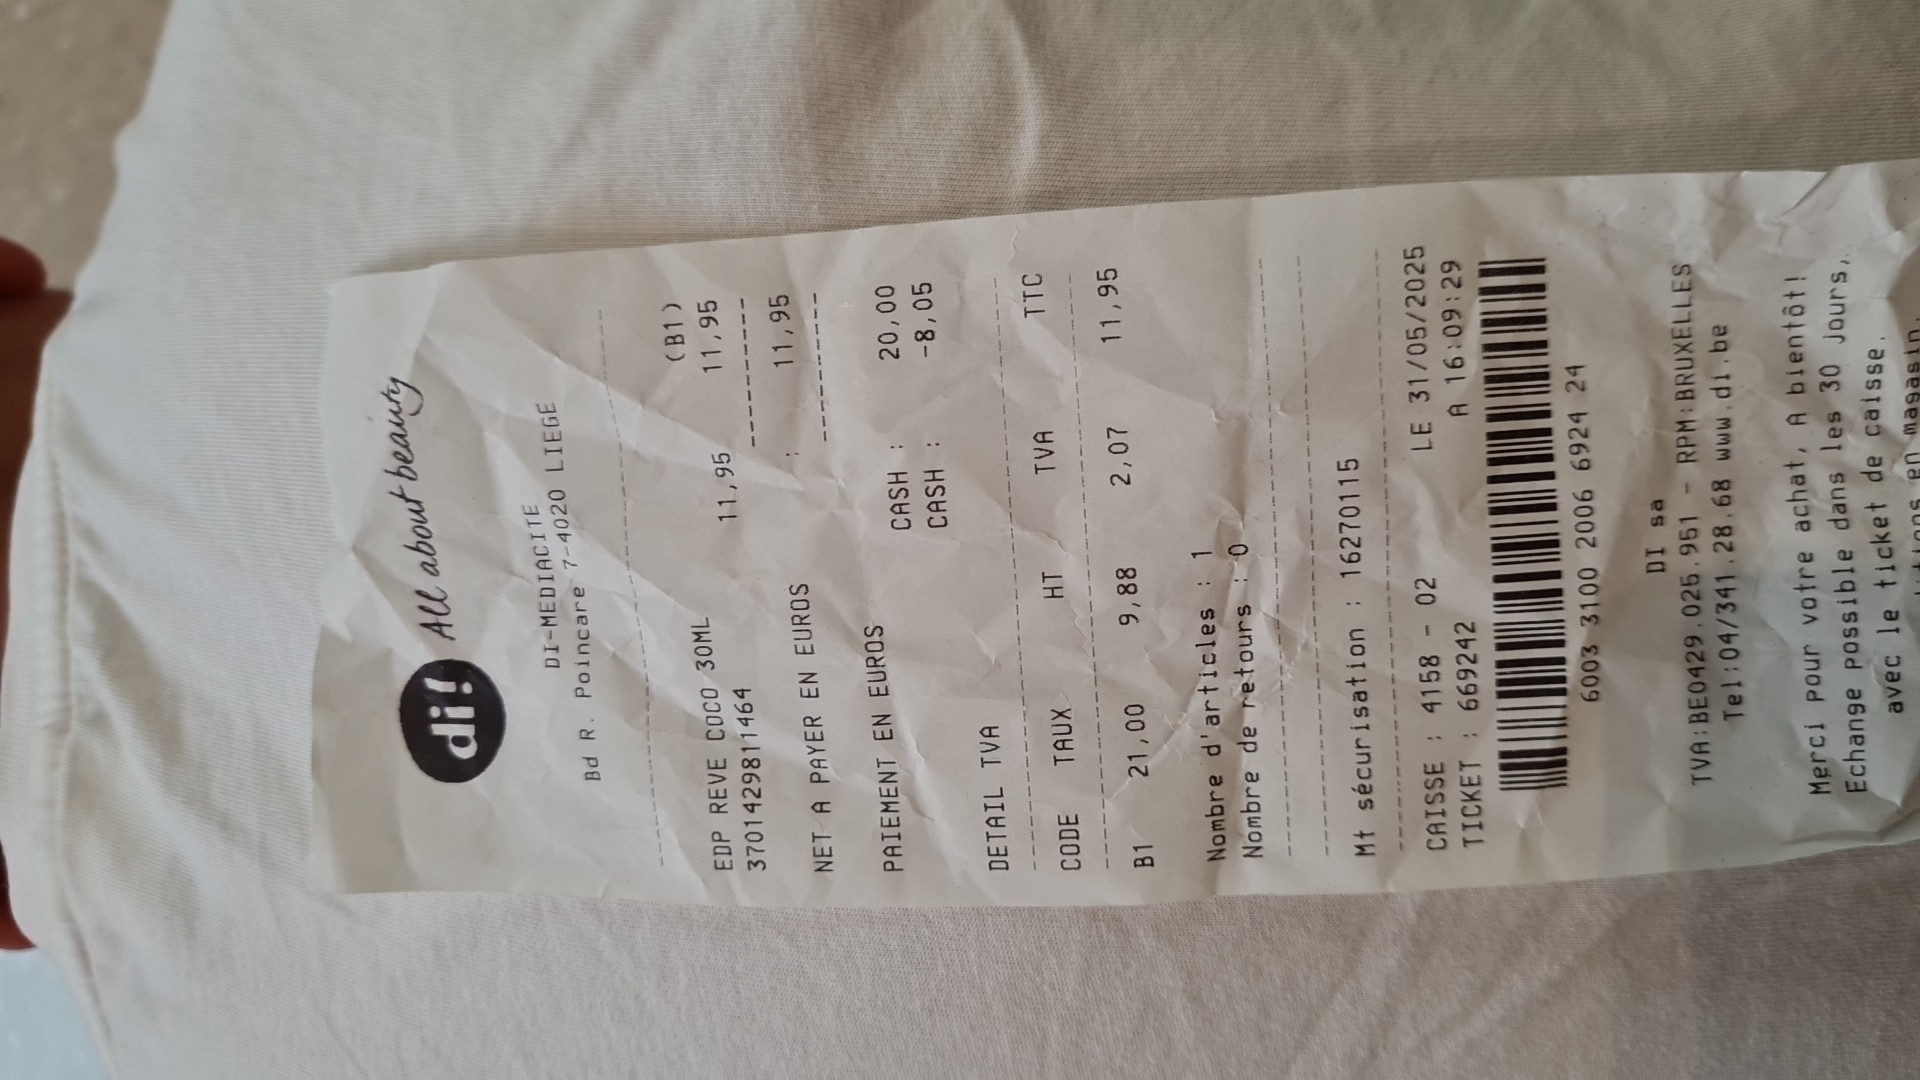 di! All about beauty
DI-MEDIACITE
Bd R. Poincare 7-4020 LIEGE
(B1)
EDP REVE COCO 30ML 11,95 11,95
3701429811464
NET A PAYER EN EUROS : 11,95
PAIEMENT EN EUROS
CASH : 20,00
CASH : -8,05
DETAIL TVA
CODE TAUX HT TVA TTC
B1 21,00 9,88 2,07 11,95
Nombre d'articles : 1
Nombre de retours : 0
Mt sécurisation : 16270115
CAISSE : 4158 - 02 LE 31/05/2025
TICKET : 669242 A 16:09:29
6003 3100 2006 6924 24
DI sa
TVA:BE0429.025.951 - RPM:BRUXELLES
Tel:04/341.28.68 www.di.be
Merci pour votre achat, A bientôt!
Echange possible dans les 30 jours,
avec le ticket de caisse.
en magasin.